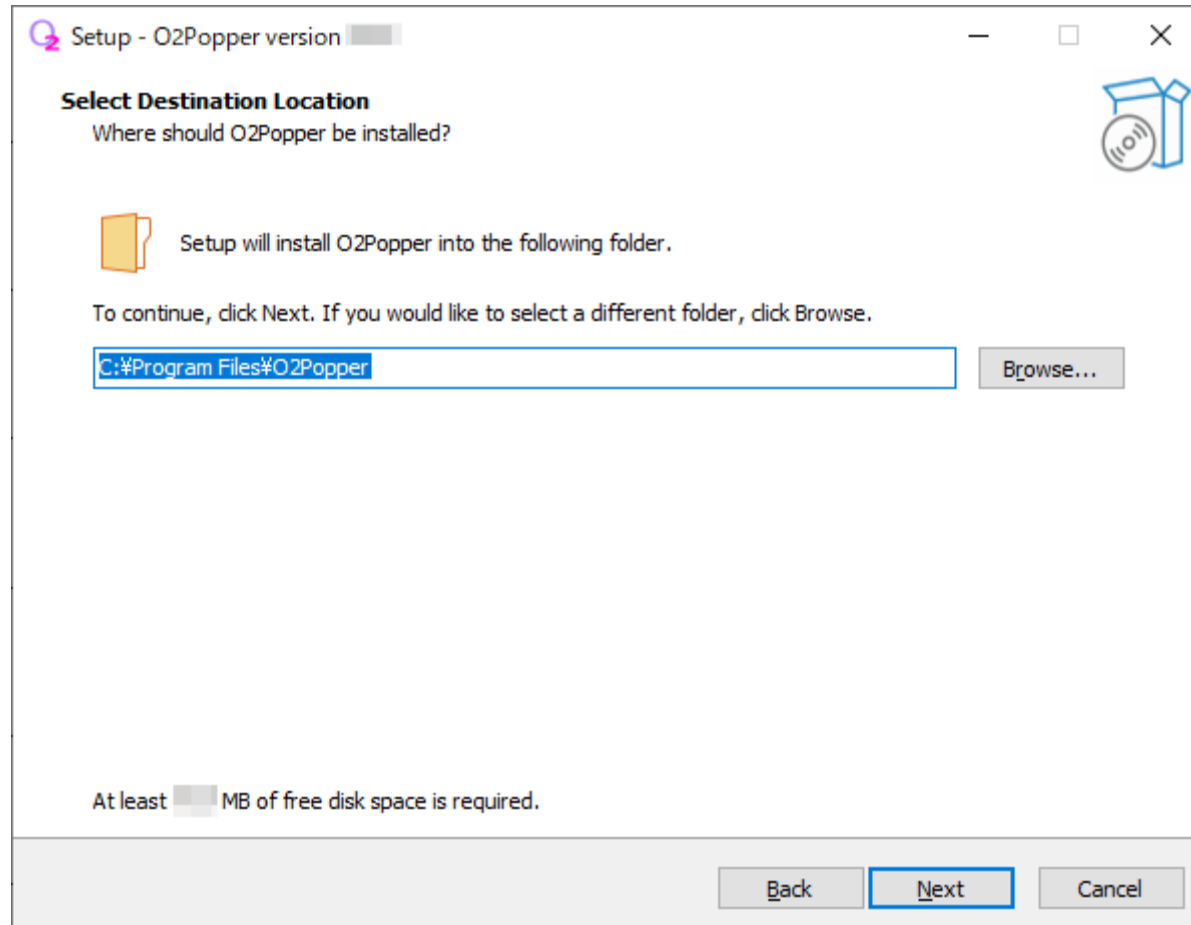 Setup - O2Popper version
Select Destination Location
Where should O2Popper be installed?
Setup will install O2Popper into the following folder.
To continue, click Next. If you would like to select a different folder, click Browse.
C:¥Program Files¥O2Popper
Browse...
At least MB of free disk space is required.
Back
Next
Cancel